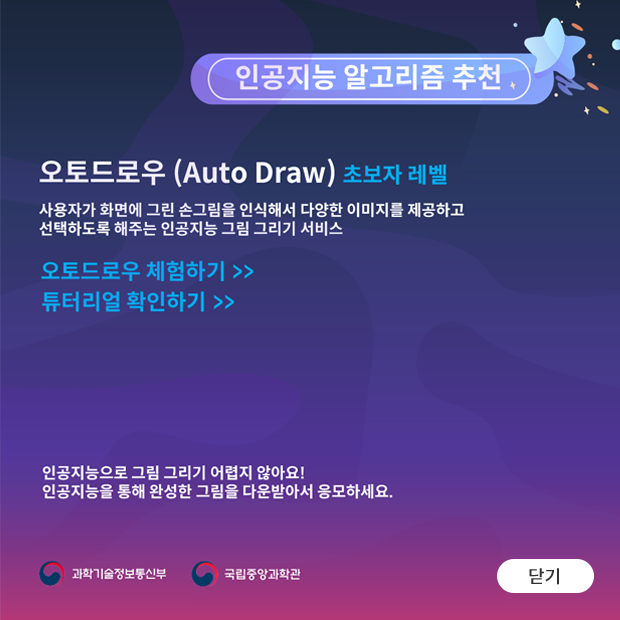 인공지능 알고리즘 추천
오토드로우 (Auto Draw) 초보자 레벨
사용자가 화면에 그린 손그림을 인식해서 다양한 이미지를 제공하고
선택하도록 해주는 인공지능 그림 그리기 서비스
오토드로우 체험하기 >>
튜터리얼 확인하기 >>
인공지능으로 그림 그리기 어렵지 않아요!
인공지능을 통해 완성한 그림을 다운받아서 응모하세요.
과학기술정보통신부 국립중앙과학관 닫기